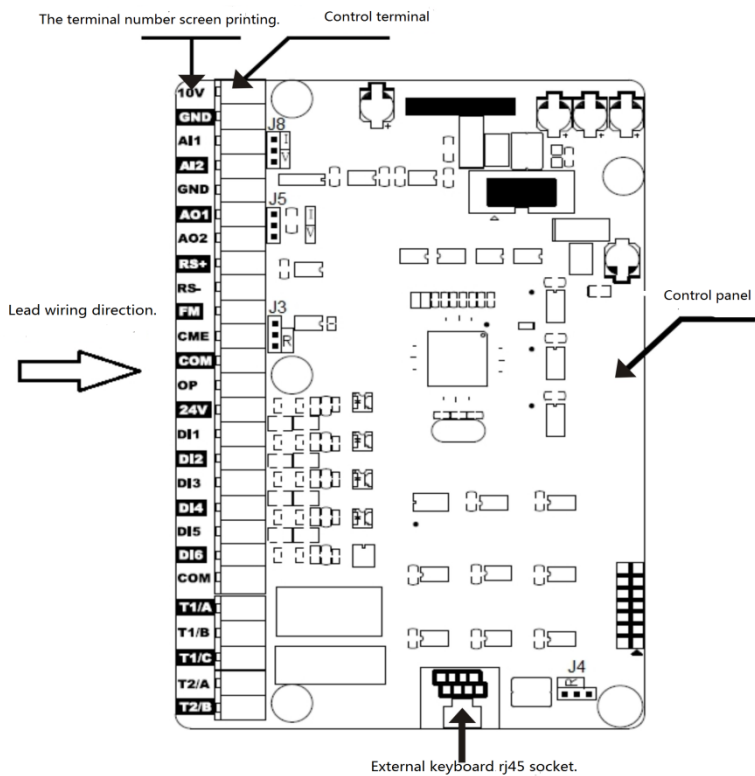 The terminal number screen printing.
Control terminal
10V
GND
AI1
AI2
GND
AO1
AO2
RS+
RS-
FM
CME
COM
OP
24V
DI1
DI2
DI3
DI4
DI5
DI6
COM
T1/A
T1/B
T1/C
T2/A
T2/B
J8
I
V
J5
I
V
J3
R
Lead wiring direction.
Control panel
J4
R
External keyboard rj45 socket.